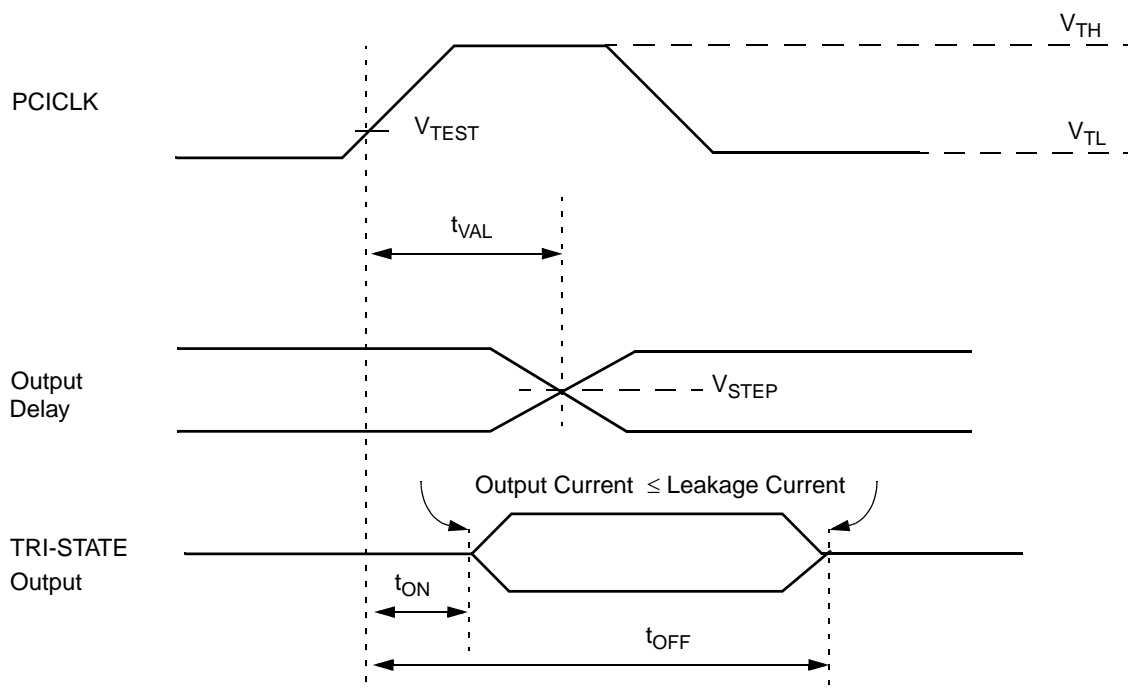 V_TH
PCICLK
V_TEST
V_TL
t_VAL
Output
Delay
V_STEP
Output Current ≤ Leakage Current
TRI-STATE
Output
t_ON
t_OFF